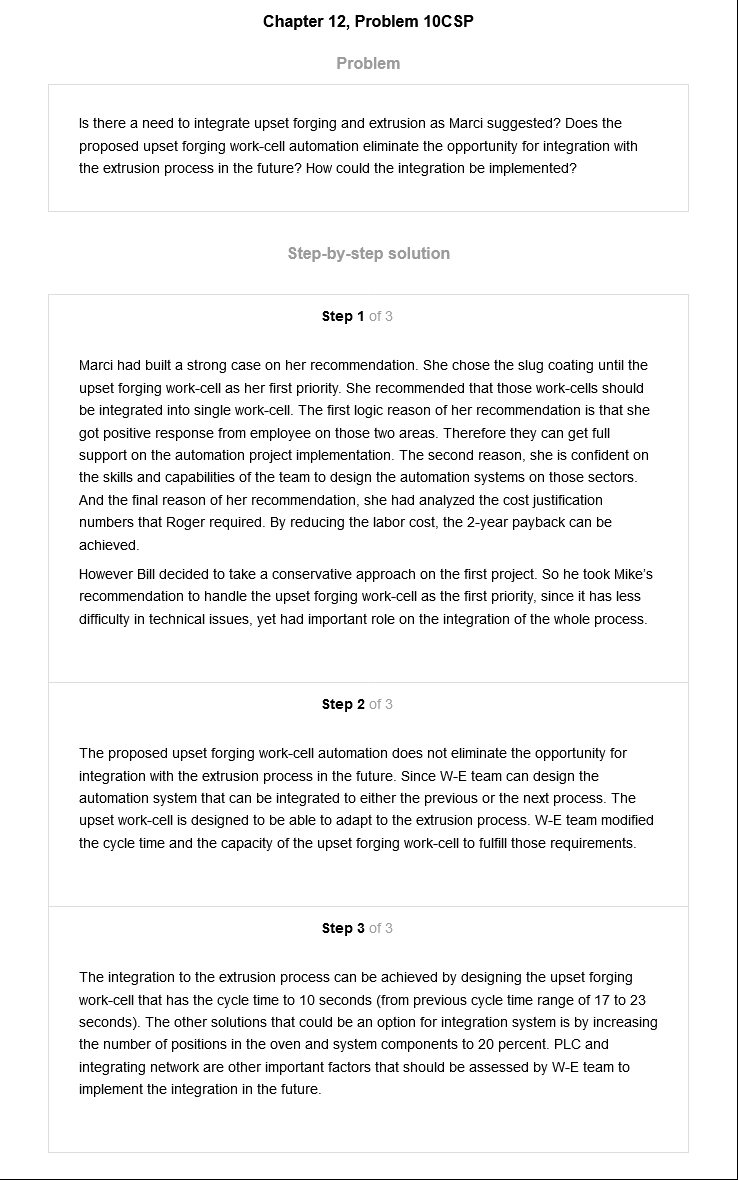 Chapter 12, Problem 10CSP
Problem
Is there a need to integrate upset forging and extrusion as Marci suggested? Does the
proposed upset forging work-cell automation eliminate the opportunity for integration with
the extrusion process in the future? How could the integration be implemented?
Step-by-step solution
Step 1 of 3
Marci had built a strong case on her recommendation. She chose the slug coating until the
upset forging work-cell as her first priority. She recommended that those work-cells should
be integrated into single work-cell. The first logic reason of her recommendation is that she
got positive response from employee on those two areas. Therefore they can get full
support on the automation project implementation. The second reason, she is confident on
the skills and capabilities of the team to design the automation systems on those sectors.
And the final reason of her recommendation, she had analyzed the cost justification
numbers that Roger required. By reducing the labor cost, the 2-year payback can be
achieved.
However Bill decided to take a conservative approach on the first project. So he took Mike’s
recommendation to handle the upset forging work-cell as the first priority, since it has less
difficulty in technical issues, yet had important role on the integration of the whole process.
Step 2 of 3
The proposed upset forging work-cell automation does not eliminate the opportunity for
integration with the extrusion process in the future. Since W-E team can design the
automation system that can be integrated to either the previous or the next process. The
upset work-cell is designed to be able to adapt to the extrusion process. W-E team modified
the cycle time and the capacity of the upset forging work-cell to fulfill those requirements.
Step 3 of 3
The integration to the extrusion process can be achieved by designing the upset forging
work-cell that has the cycle time to 10 seconds (from previous cycle time range of 17 to 23
seconds). The other solutions that could be an option for integration system is by increasing
the number of positions in the oven and system components to 20 percent. PLC and
integrating network are other important factors that should be assessed by W-E team to
implement the integration in the future.